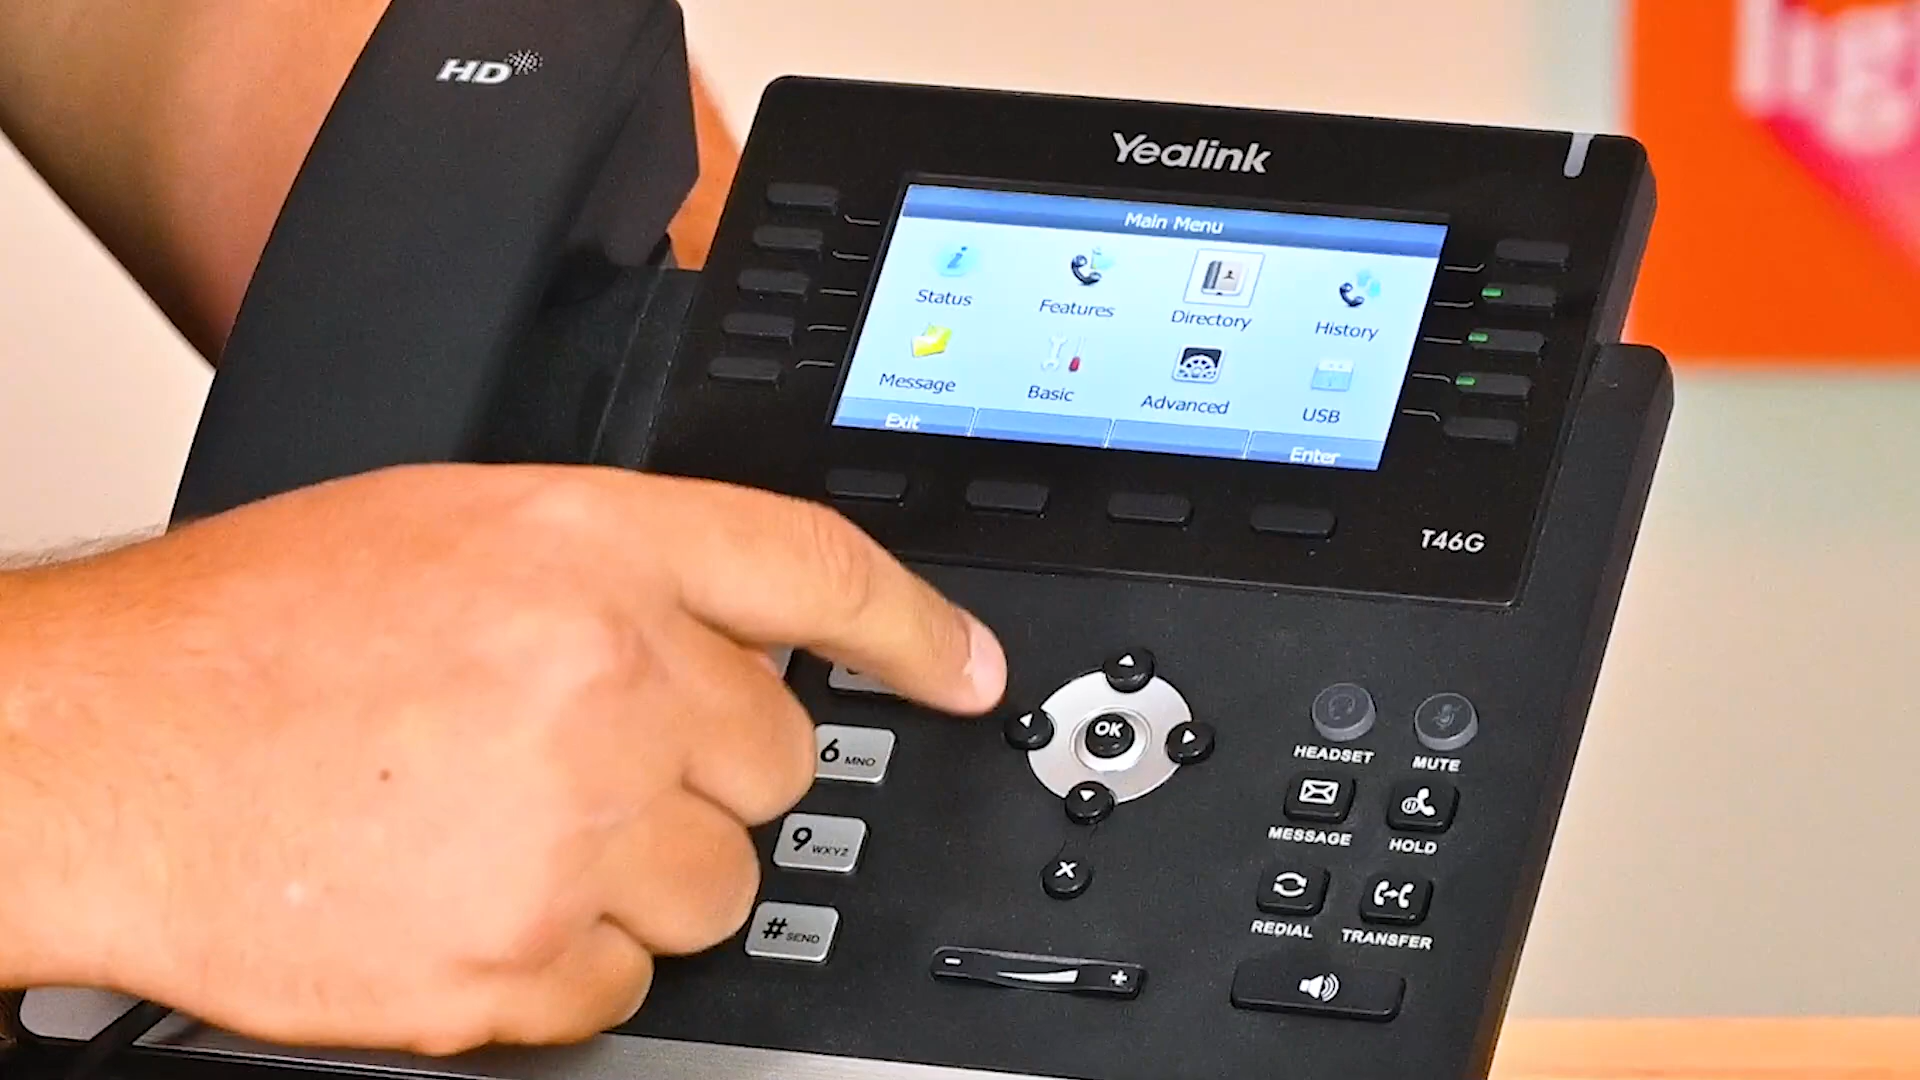 HD
Yealink
Main Menu
Status
Features
Directory
History
Message
Basic
Advanced
USB
Exit
Enter
T46G
OK
HEADSET
MUTE
6 MNO
MESSAGE
HOLD
9 WXYZ
X
REDIAL
TRANSFER
# SEND
- +